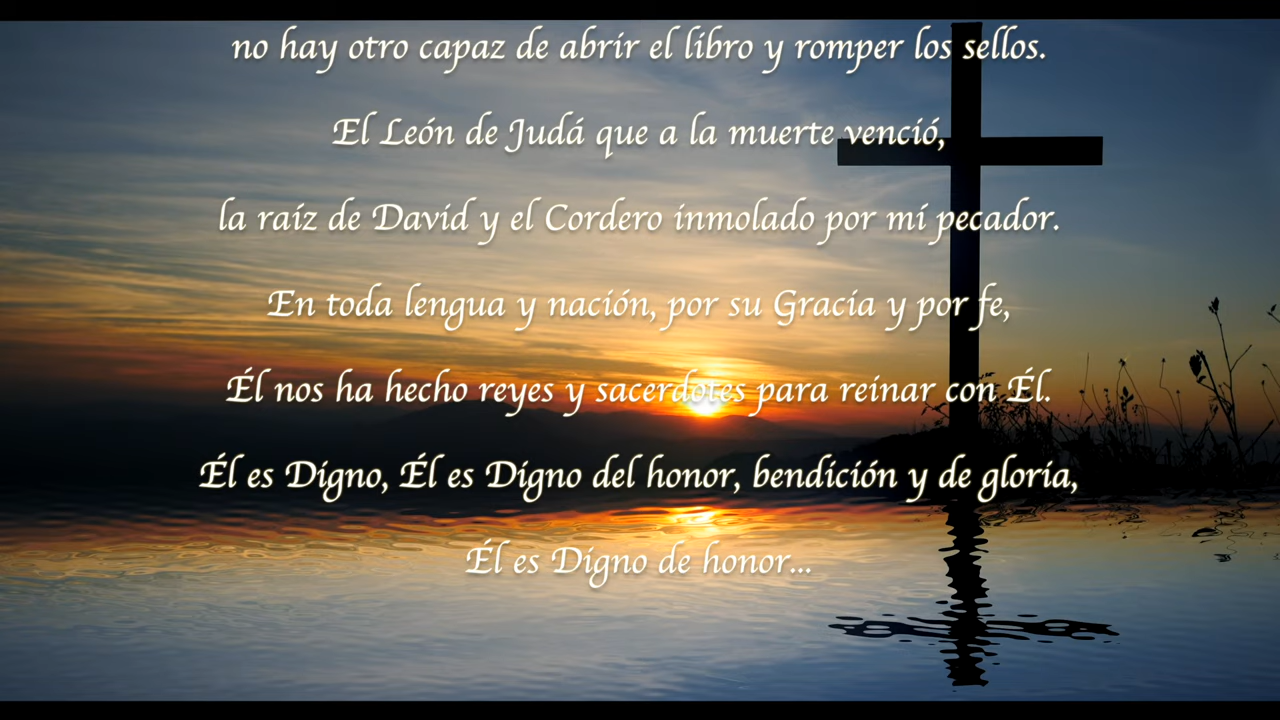 no hay otro capaz de abrir el libro y romper los sellos.
El León de Judá que a la muerte venció,
la raíz de David y el Cordero inmolado por mi pecador.
En toda lengua y nación, por su Gracia y por fe,
Él nos ha hecho reyes y sacerdotes para reinar con Él.
Él es Digno, Él es Digno del honor, bendición y de gloria,
Él es Digno de honor...